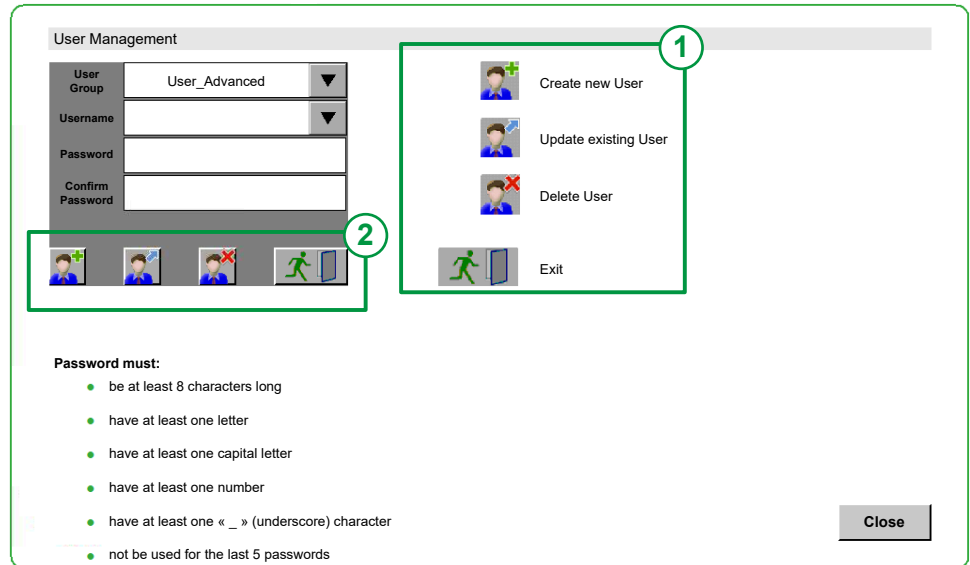 User Management
1
User
Group
User_Advanced
Username
Password
Confirm
Password
2
Create new User
Update existing User
Delete User
Exit
Password must:
be at least 8 characters long
have at least one letter
have at least one capital letter
have at least one number
have at least one « _ » (underscore) character
not be used for the last 5 passwords
Close